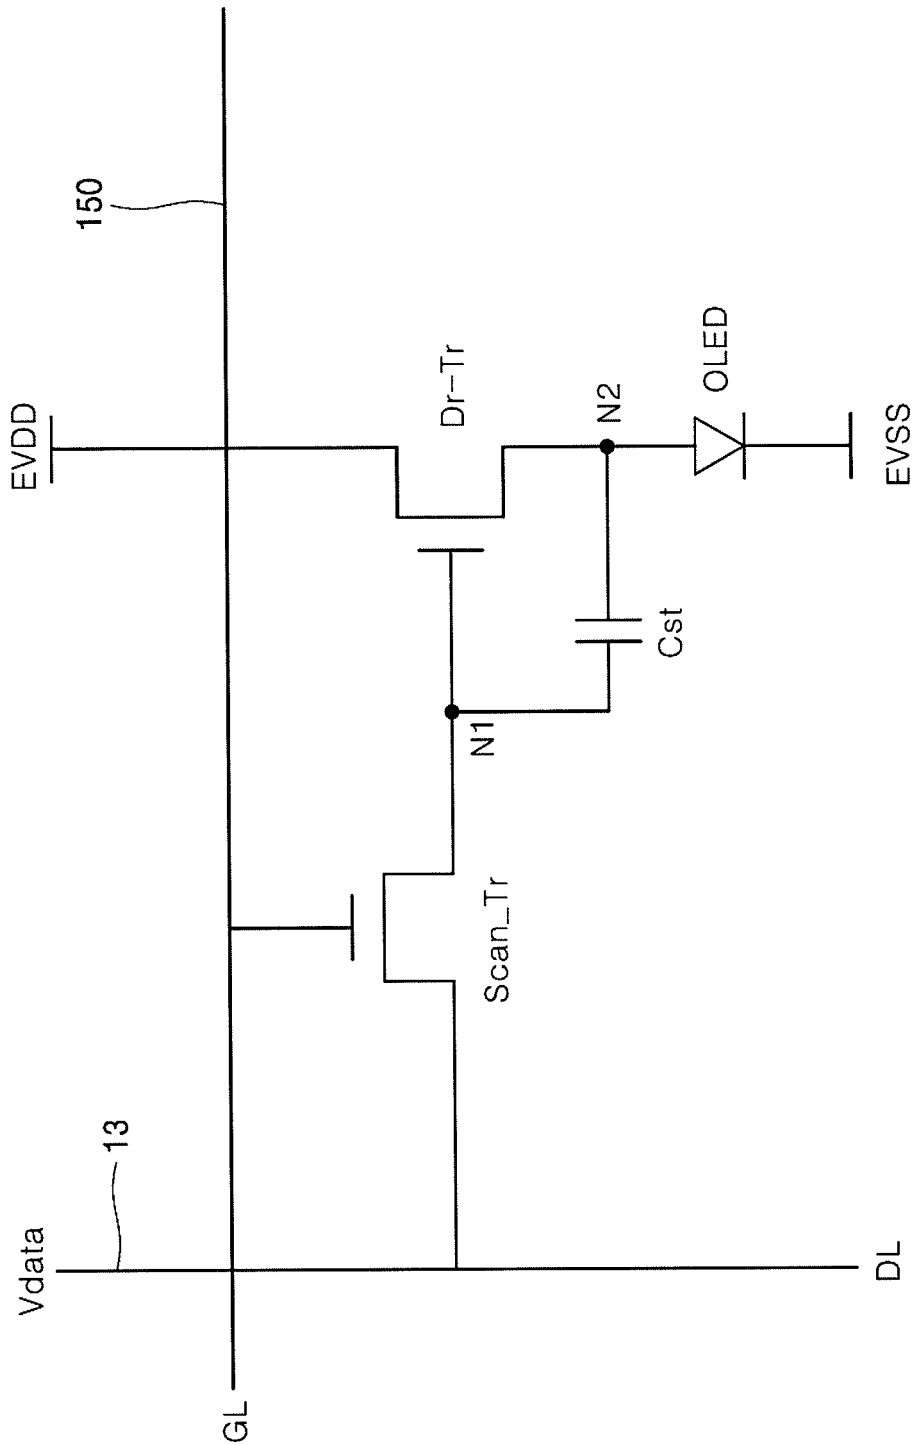 Vdata
13
EVDD
150
GL
Dr-Tr
Scan_Tr
N1
N2
Cst
OLED
DL
EVSS